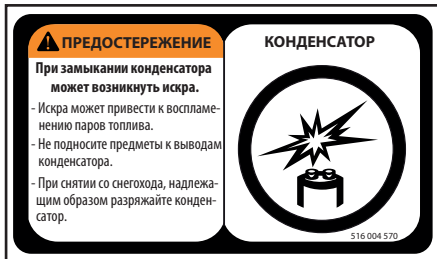 ПРЕДОСТЕРЕЖЕНИЕ
При замыкании конденсатора
может возникнуть искра.
- Искра может привести к воспламе-
нению паров топлива.
- Не подносите предметы к выводам
конденсатора.
- При снятии со снегохода, надлежа-
щим образом разряжайте конден-
сатор.
КОНДЕНСАТОР
516 004 570